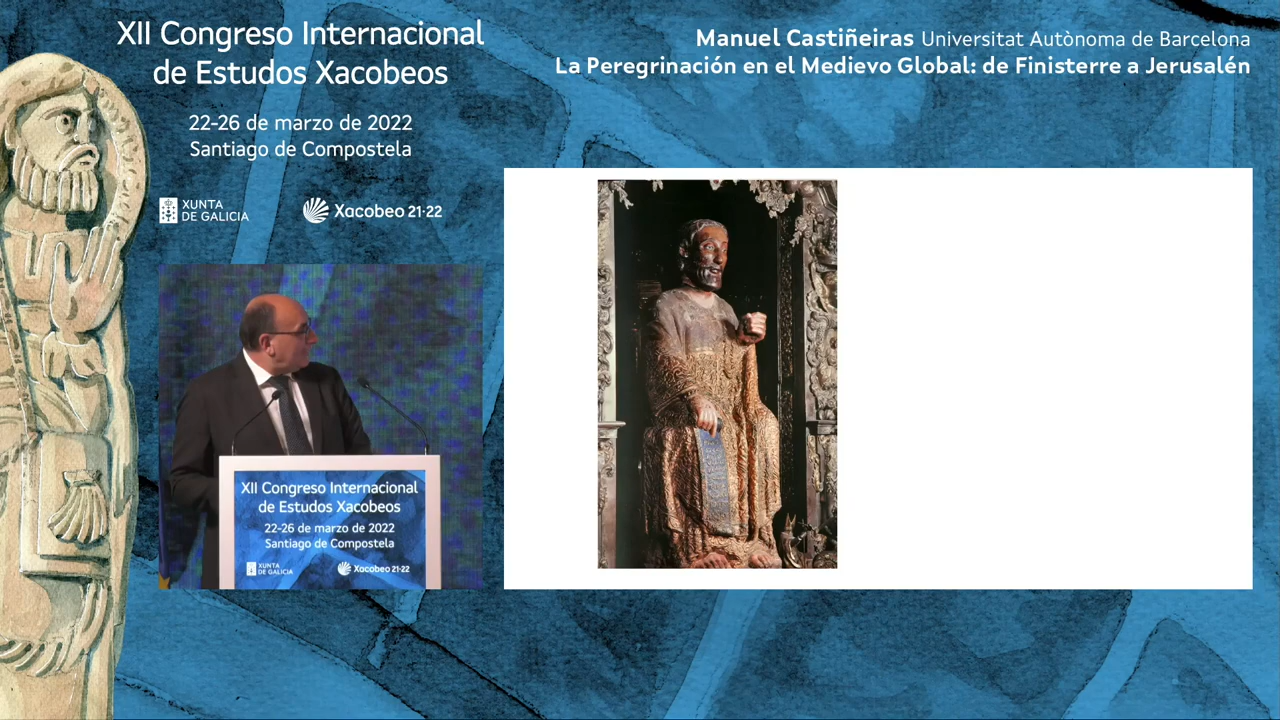 XII Congreso Internacional
de Estudos Xacobeos
22-26 de marzo de 2022
Santiago de Compostela
XUNTA
DE GALICIA
Xacobeo 21·22
Manuel Castiñeiras Universitat Autònoma de Barcelona
La Peregrinación en el Medievo Global: de Finisterre a Jerusalén
XII Congreso Internacional
de Estudos Xacobeos
22-26 de marzo de 2022
Santiago de Compostela
XUNTA
DE GALICIA
Xacobeo 21·22